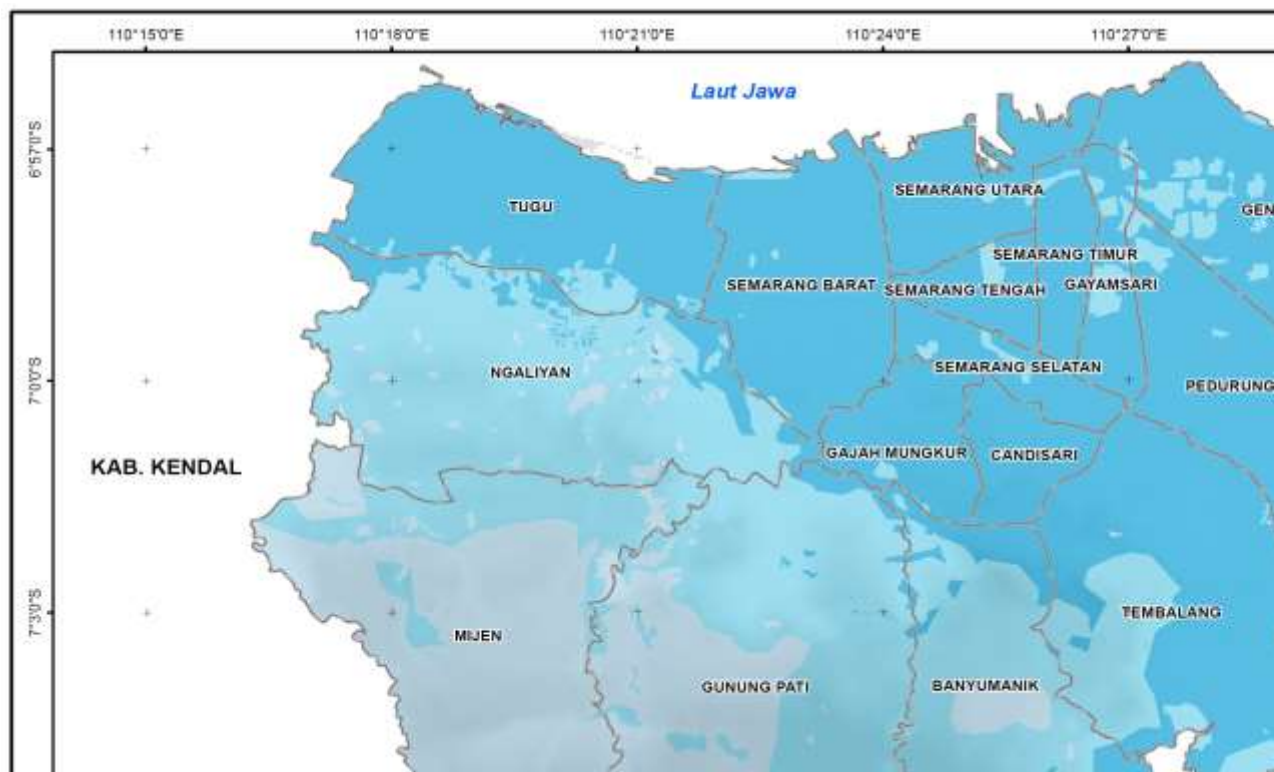 110°15'0"E 110°18'0"E 110°21'0"E 110°24'0"E 110°27'0"E
Laut Jawa
6°57'0"S
SEMARANG UTARA
TUGU
GEN
SEMARANG TIMUR
SEMARANG BARAT SEMARANG TENGAH GAYAMSARI
7°0'0"S
NGALIYAN
SEMARANG SELATAN
PEDURUNG
KAB. KENDAL
GAJAH MUNGKUR CANDISARI
7°3'0"S
MIJEN
TEMBALANG
GUNUNG PATI
BANYUMANIK